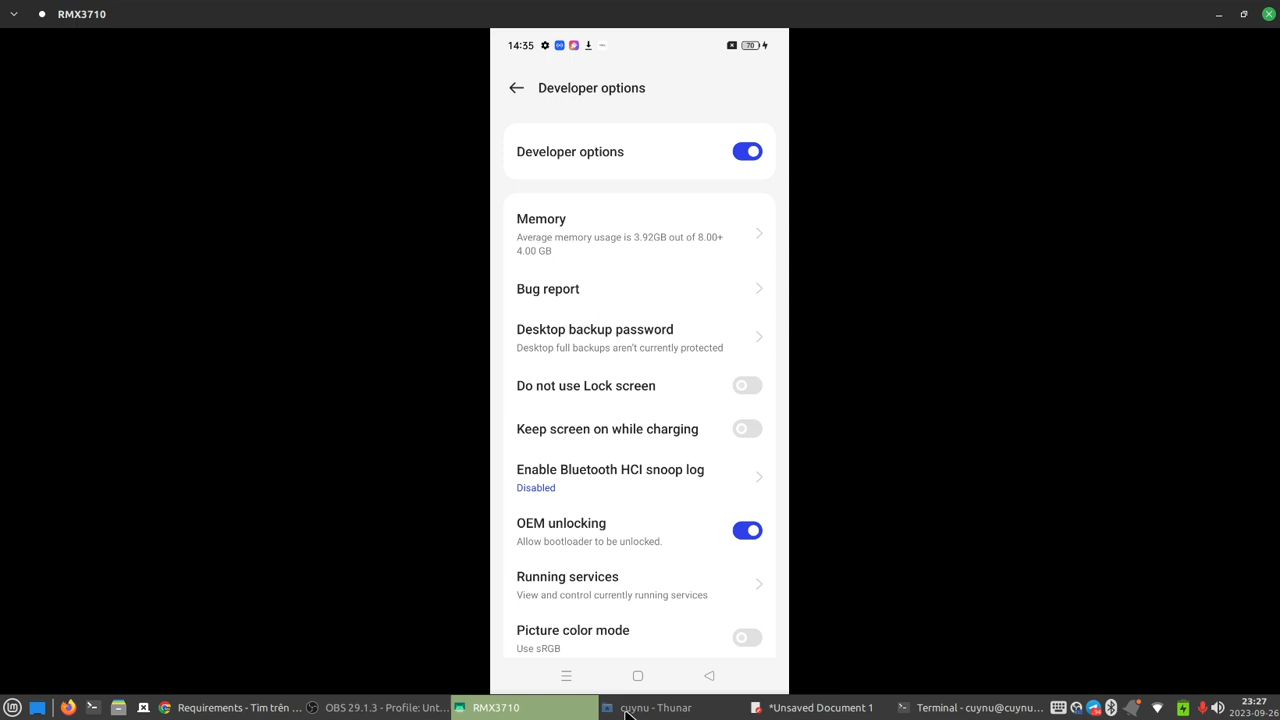 RMX3710
14:35
70
Developer options
Developer options
Memory
Average memory usage is 3.92GB out of 8.00+
4.00 GB
Bug report
Desktop backup password
Desktop full backups aren't currently protected
Do not use Lock screen
Keep screen on while charging
Enable Bluetooth HCI snoop log
Disabled
OEM unlocking
Allow bootloader to be unlocked.
Running services
View and control currently running services
Picture color mode
Use sRGB
Requirements - Tìm trên ...
OBS 29.1.3 - Profile: Unt...
RMX3710
cuynu - Thunar
*Unsaved Document 1
Terminal - cuynu@cuynu...
23:27
2023-09-26